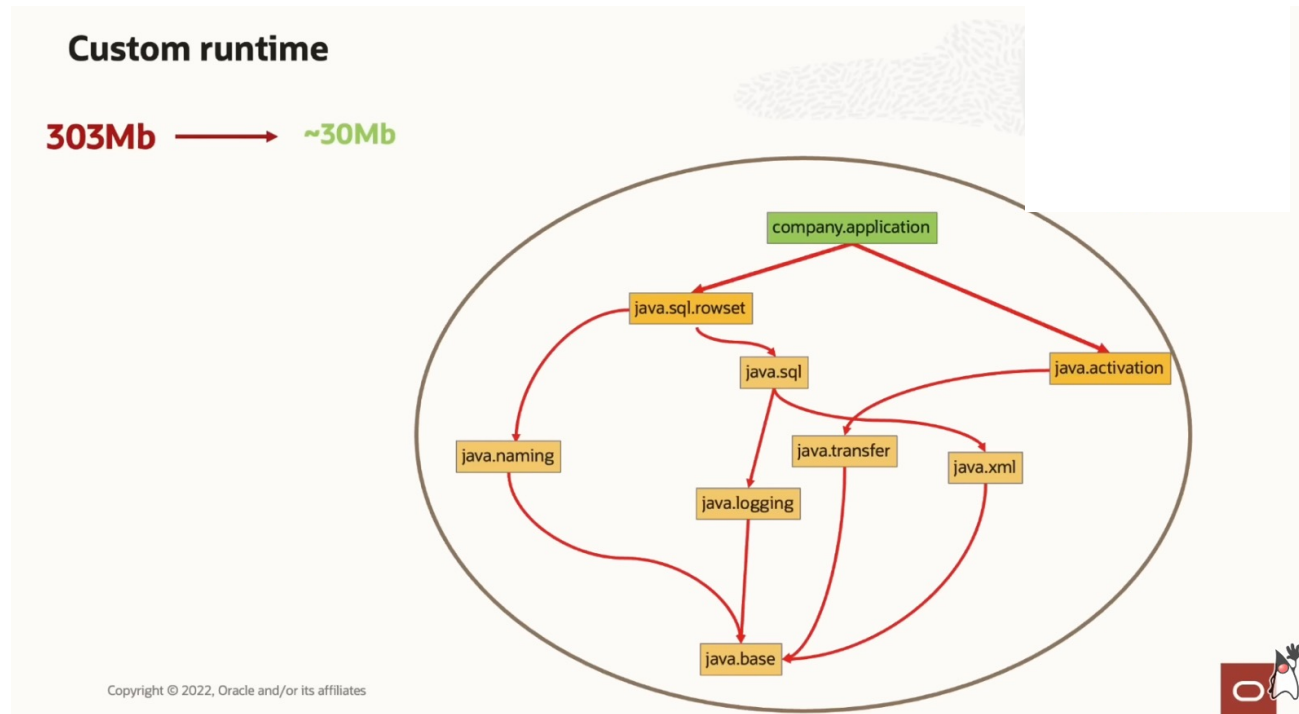 Custom runtime
303Mb
~30Mb
company.application
java.sql.rowset
java.sql
java.activation
java.naming
java.transfer
java.xml
java.logging
java.base
Copyright © 2022, Oracle and/or its affiliates